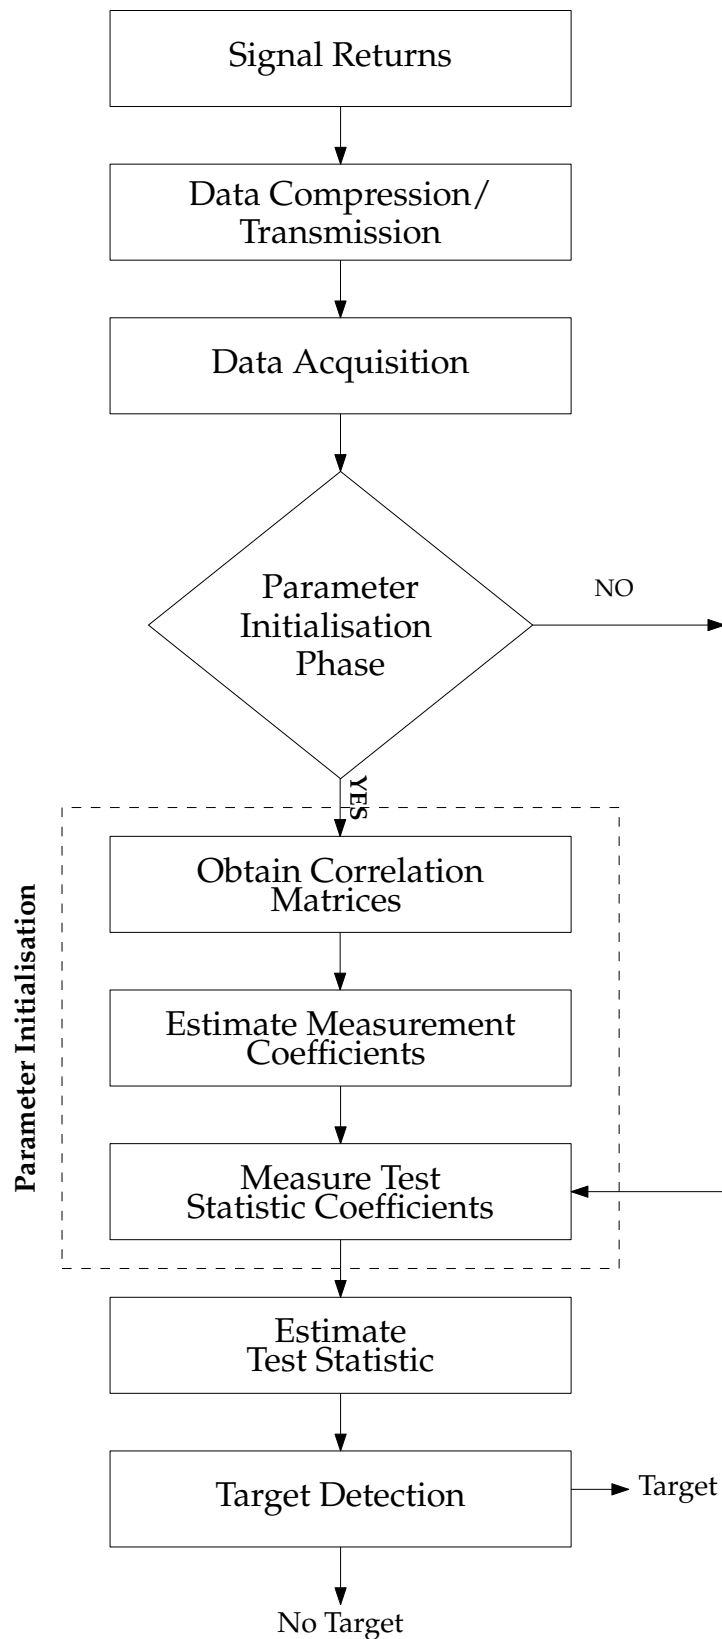 Signal Returns
Data Compression/
Transmission
Data Acquisition
Parameter
Initialisation
Phase
NO
YES
Parameter Initialisation
Obtain Correlation
Matrices
Estimate Measurement
Coefficients
Measure Test
Statistic Coefficients
Estimate
Test Statistic
Target Detection
Target
No Target